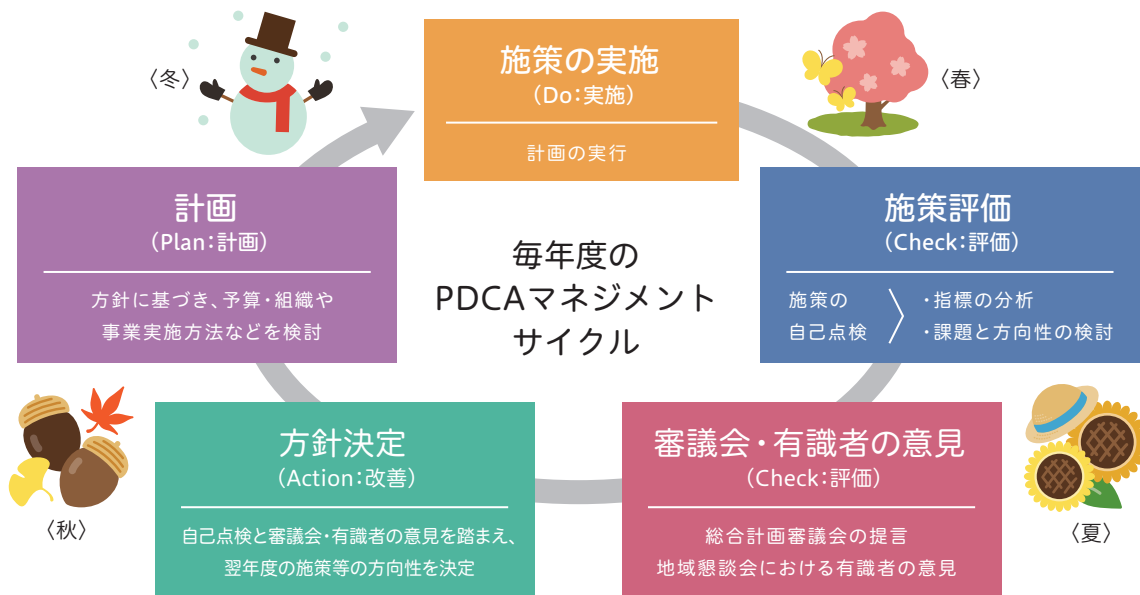 〈冬〉
施策の実施
(Do：実施)
計画の実行
〈春〉
計画
(Plan：計画)
方針に基づき、予算・組織や
事業実施方法などを検討
毎年度の
PDCAマネジメント
サイクル
施策評価
(Check：評価)
施策の
自己点検
・指標の分析
・課題と方向性の検討
〈秋〉
方針決定
(Action：改善)
自己点検と審議会・有識者の意見を踏まえ、
翌年度の施策等の方向性を決定
審議会・有識者の意見
(Check：評価)
総合計画審議会の提言
地域懇談会における有識者の意見
〈夏〉